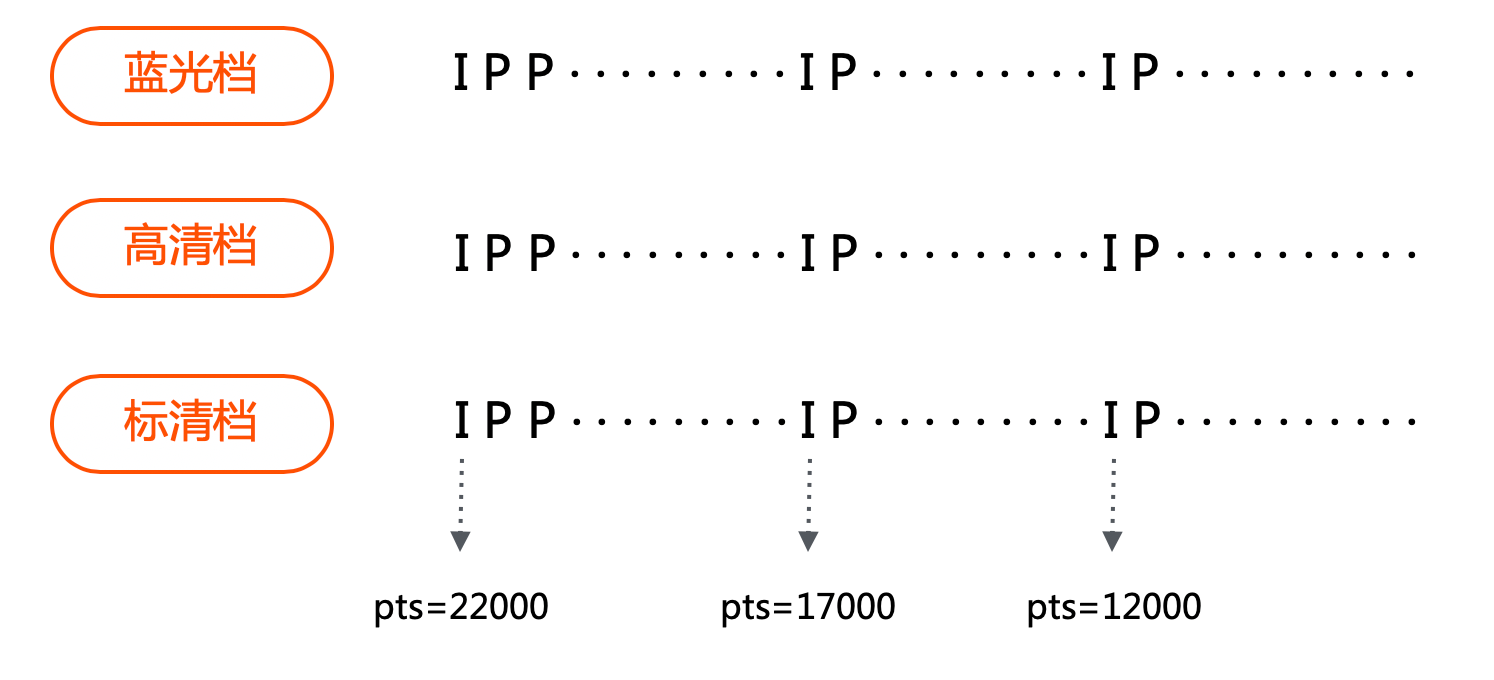 蓝光档 I P P · · · · · · · · · I P · · · · · · · · · I P · · · · · · · · · ·
高清档 I P P · · · · · · · · · I P · · · · · · · · · I P · · · · · · · · · ·
标清档 I P P · · · · · · · · · I P · · · · · · · · · I P · · · · · · · · · ·
pts=22000 pts=17000 pts=12000